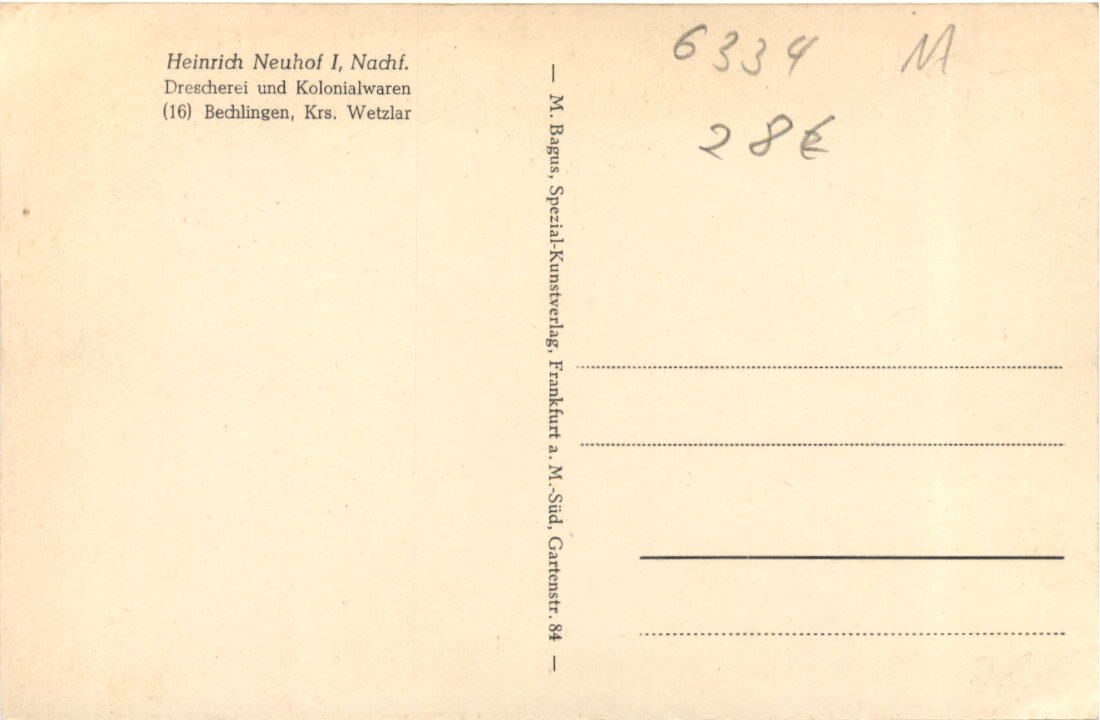 Heinrich Neuhof I, Nachf.
Drescherei und Kolonialwaren
(16) Bechlingen, Krs. Wetzlar
— M. Bagus, Spezial-Kunstverlag, Frankfurt a. M.-Süd, Gartenstr. 84 —
6334
28€